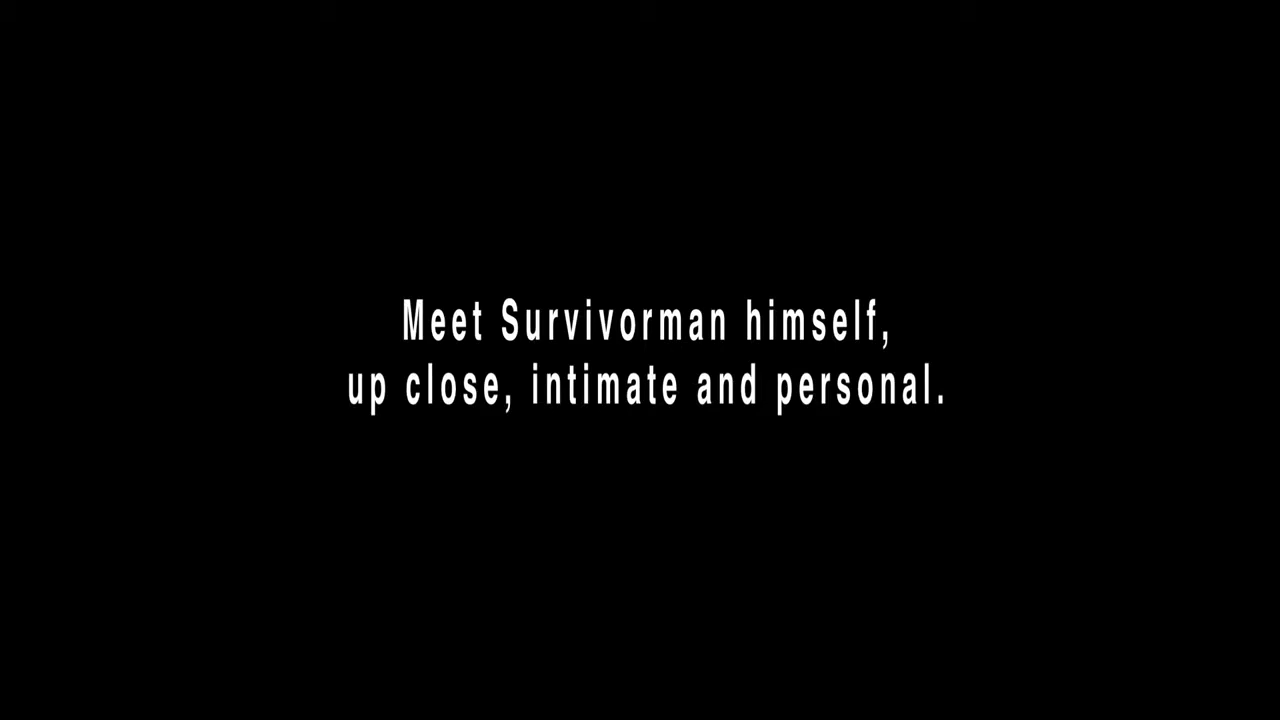 Meet Survivorman himself,
up close, intimate and personal.